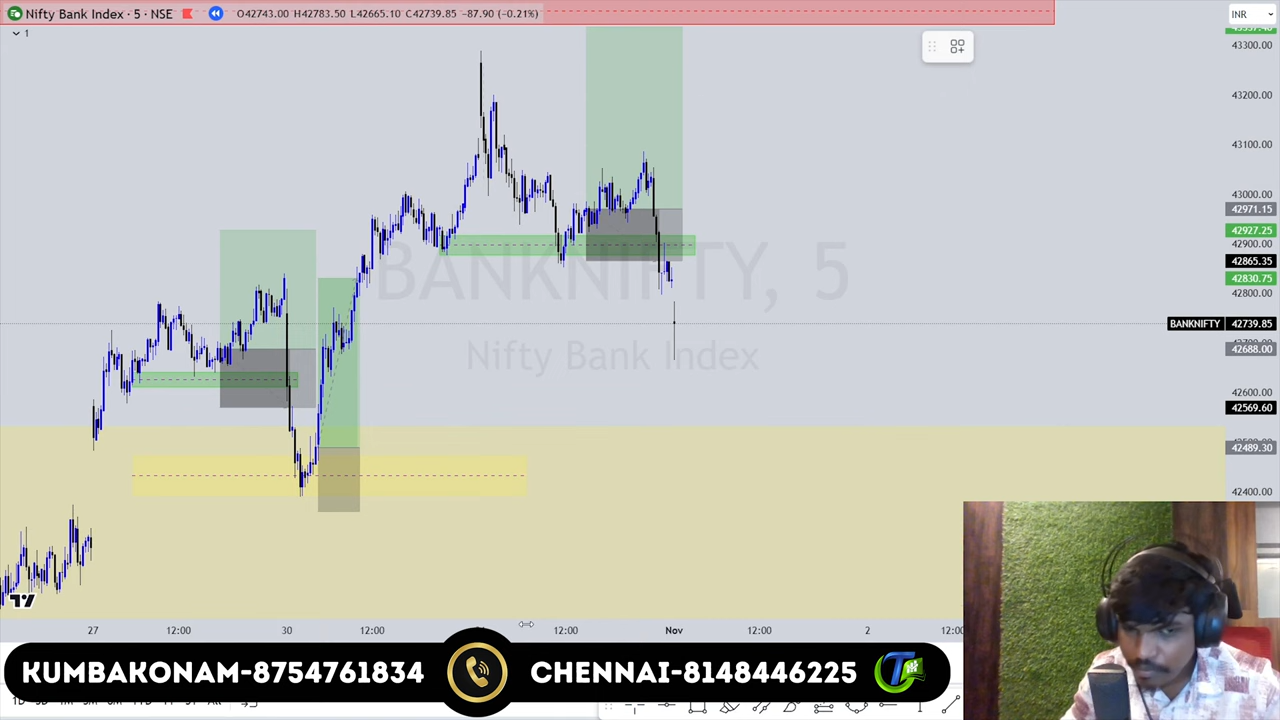 Nifty Bank Index · 5 · NSE
O42743.00 H42783.50 L42665.10 C42739.85 -87.90 (-0.21%)
INR
1
43300.00
43200.00
43100.00
43000.00
42971.15
42927.25
42900.00
42865.35
42830.75
42800.00
BANKNIFTY 42739.85
42688.00
42600.00
42569.60
42489.30
42400.00
BANKNIFTY, 5
Nifty Bank Index
27 12:00 30 12:00 12:00 Nov 12:00 2 12:00
KUMBAKONAM-8754761834
CHENNAI-8148446225